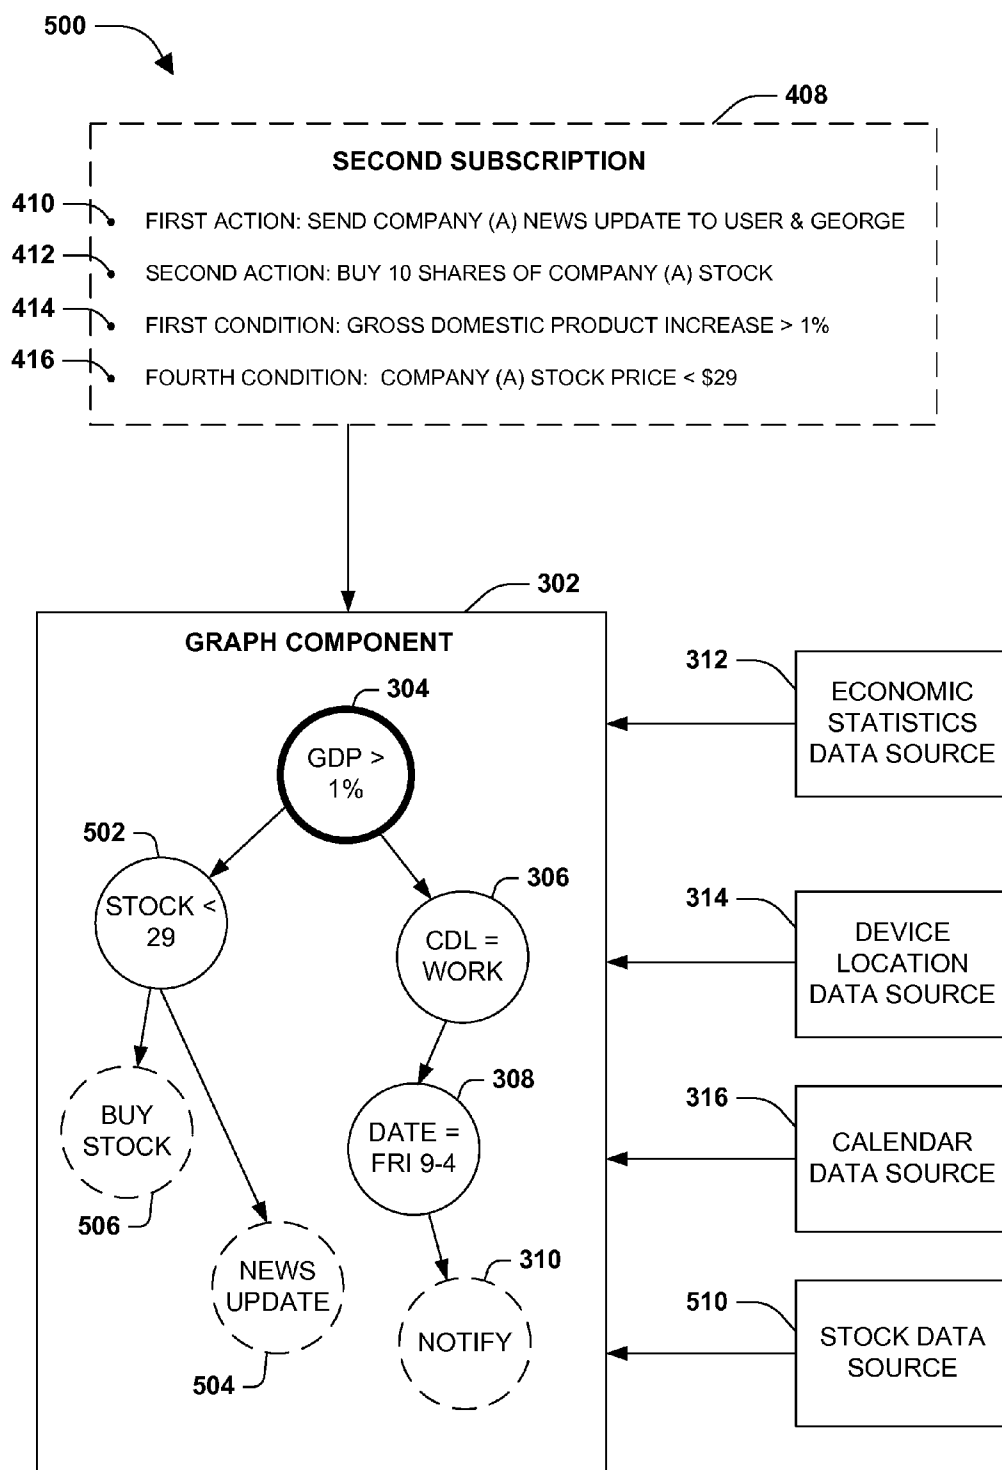 500
408
SECOND SUBSCRIPTION
410
FIRST ACTION: SEND COMPANY (A) NEWS UPDATE TO USER & GEORGE
412
SECOND ACTION: BUY 10 SHARES OF COMPANY (A) STOCK
414
FIRST CONDITION: GROSS DOMESTIC PRODUCT INCREASE > 1%
416
FOURTH CONDITION: COMPANY (A) STOCK PRICE < $29
302
GRAPH COMPONENT
304
GDP >
1%
502
STOCK <
29
306
CDL =
WORK
308
DATE =
FRI 9-4
BUY
STOCK
506
NEWS
UPDATE
504
310
NOTIFY
312
ECONOMIC
STATISTICS
DATA SOURCE
314
DEVICE
LOCATION
DATA SOURCE
316
CALENDAR
DATA SOURCE
510
STOCK DATA
SOURCE